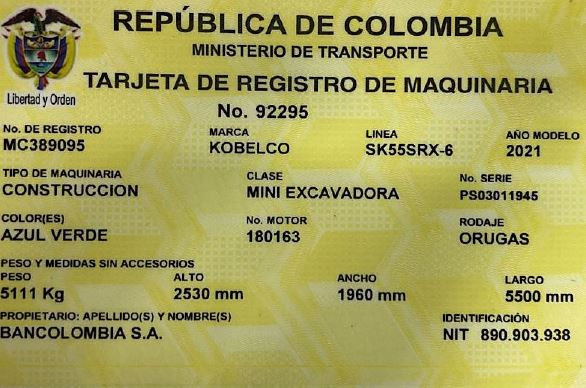 REPÚBLICA DE COLOMBIA
MINISTERIO DE TRANSPORTE
TARJETA DE REGISTRO DE MAQUINARIA
Libertad y Orden
No. 92295
No. DE REGISTRO MARCA LINEA AÑO MODELO
MC389095 KOBELCO SK55SRX-6 2021
TIPO DE MAQUINARIA CLASE No. SERIE
CONSTRUCCION MINI EXCAVADORA PS03011945
COLOR(ES) No. MOTOR RODAJE
AZUL VERDE 180163 ORUGAS
PESO Y MEDIDAS SIN ACCESORIOS
PESO ALTO ANCHO LARGO
5111 Kg 2530 mm 1960 mm 5500 mm
PROPIETARIO: APELLIDO(S) Y NOMBRE(S) IDENTIFICACIÓN
BANCOLOMBIA S.A. NIT 890.903.938